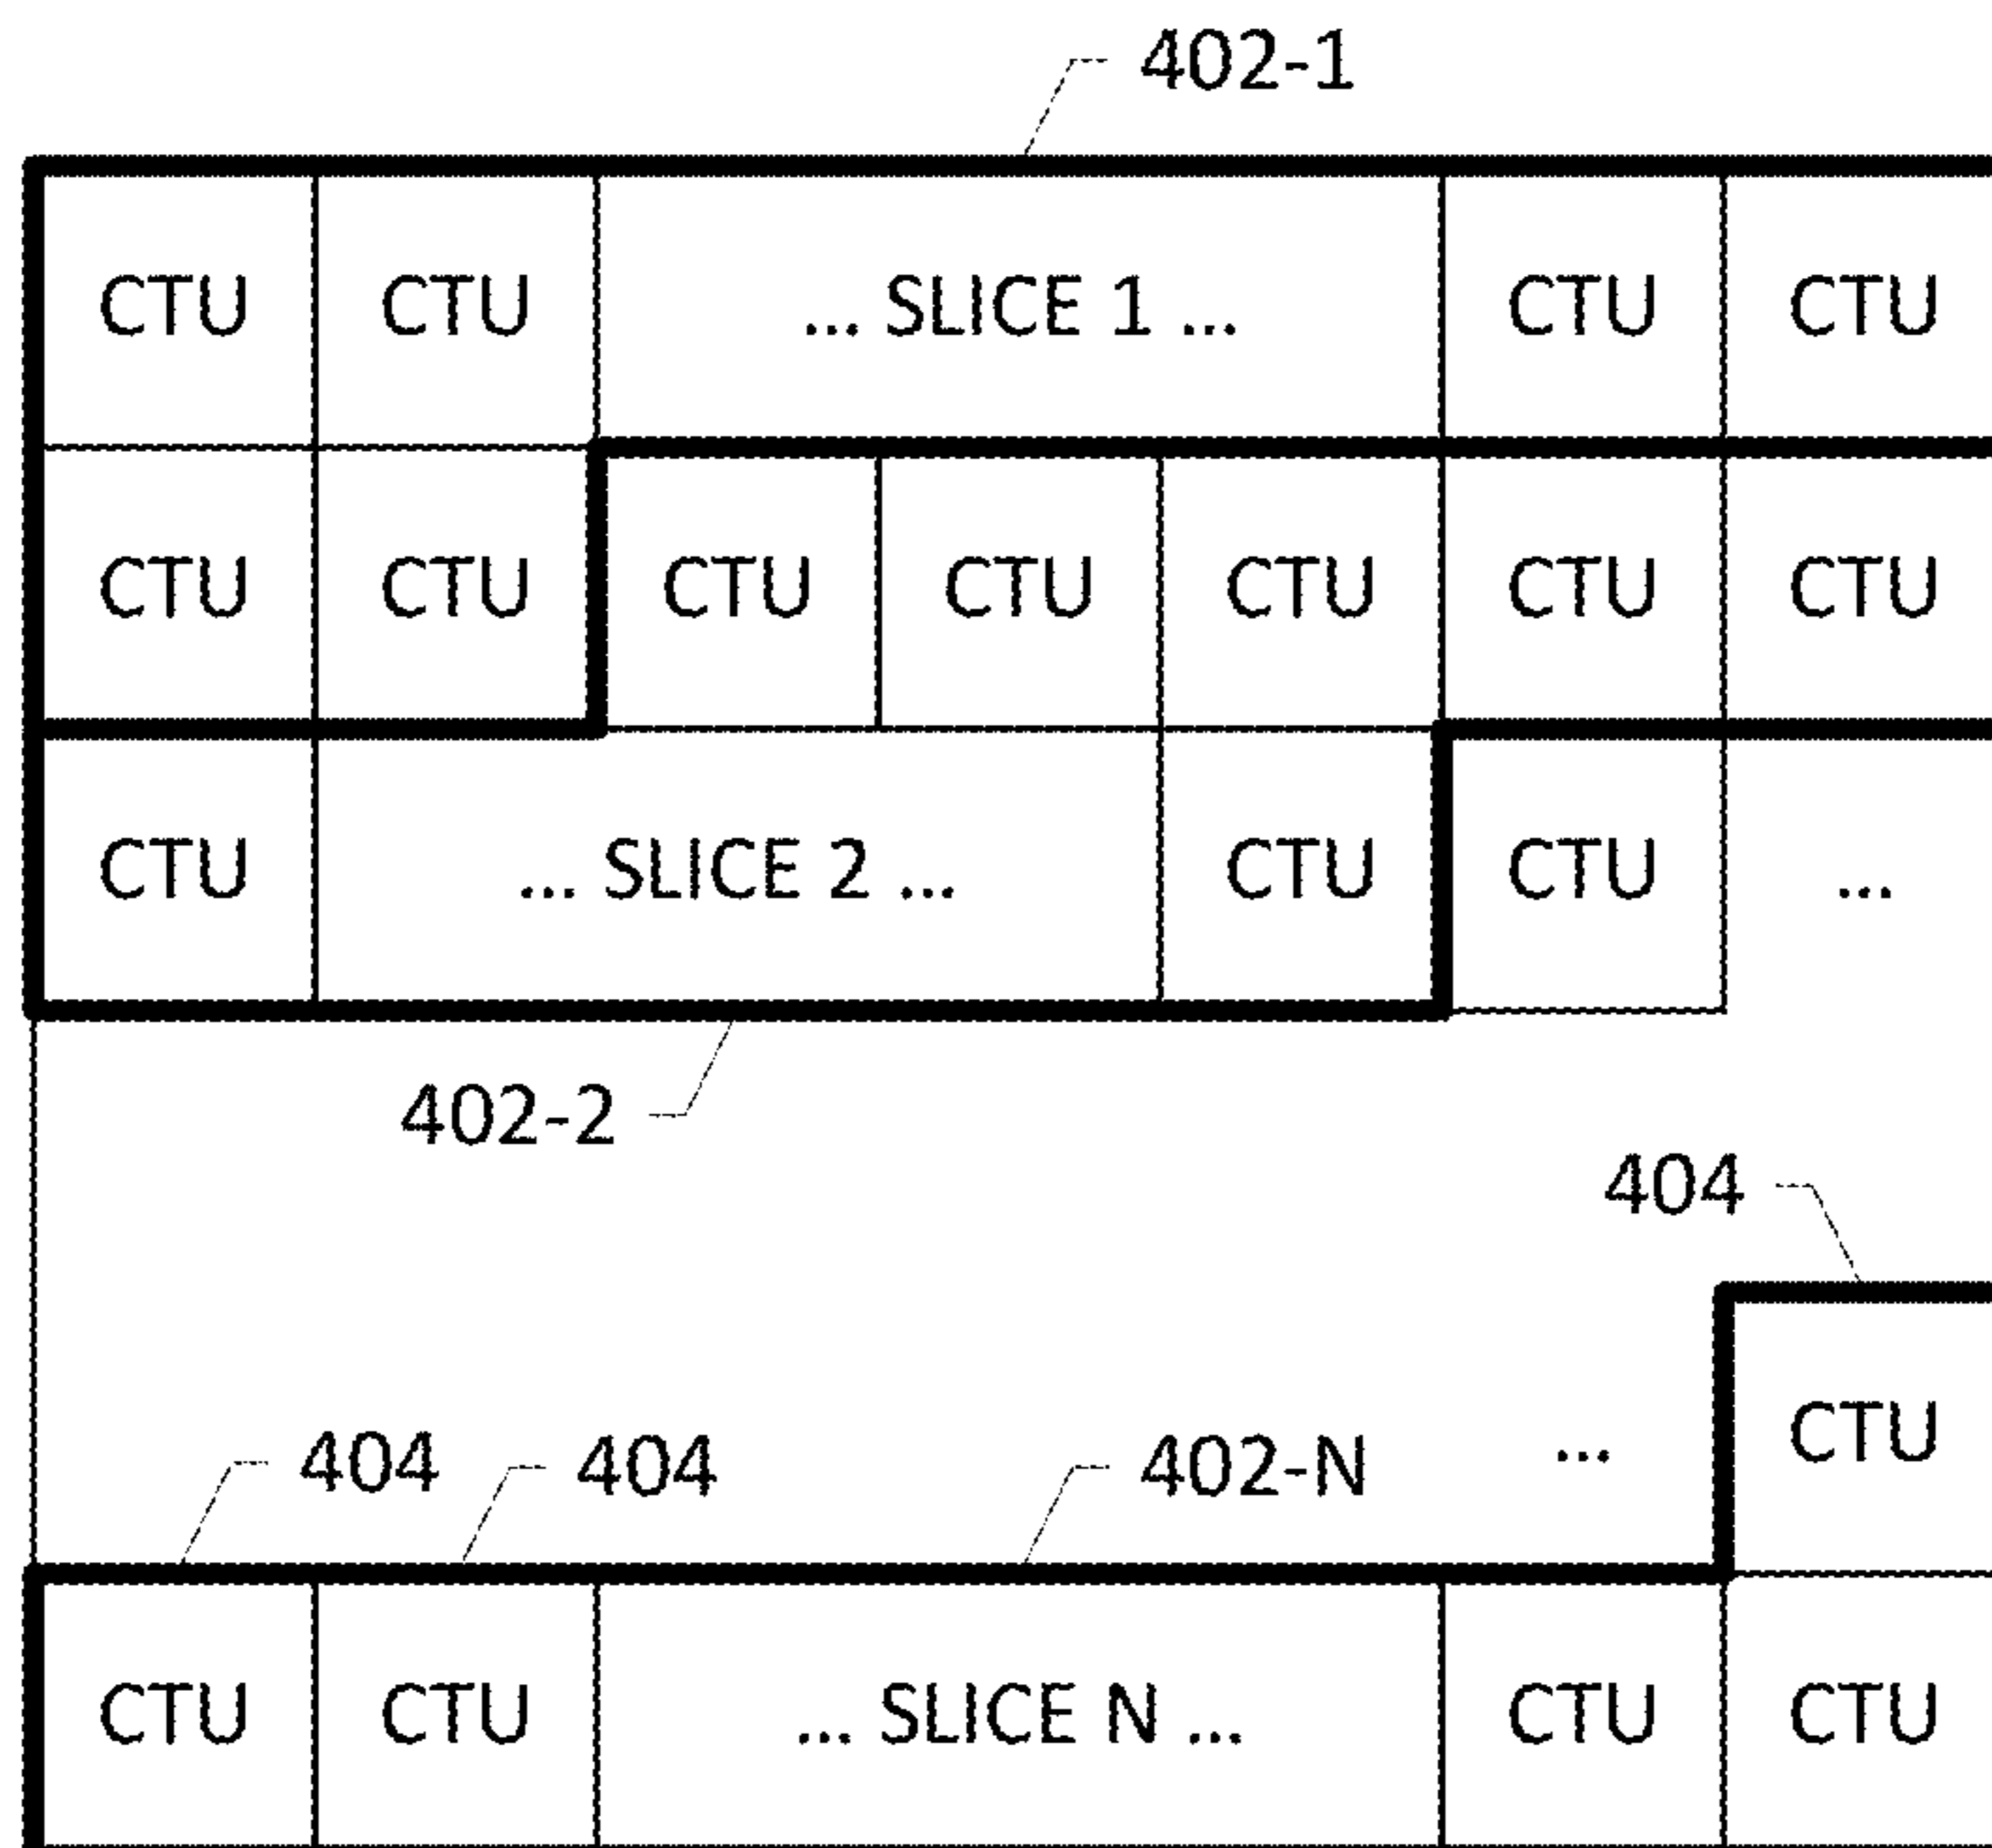 402-1
CTU CTU ... SLICE 1 ... CTU CTU
CTU CTU CTU CTU CTU CTU CTU
CTU ... SLICE 2 ... CTU CTU ...
402-2
404
... CTU
404 404 402-N
CTU CTU ... SLICE N ... CTU CTU